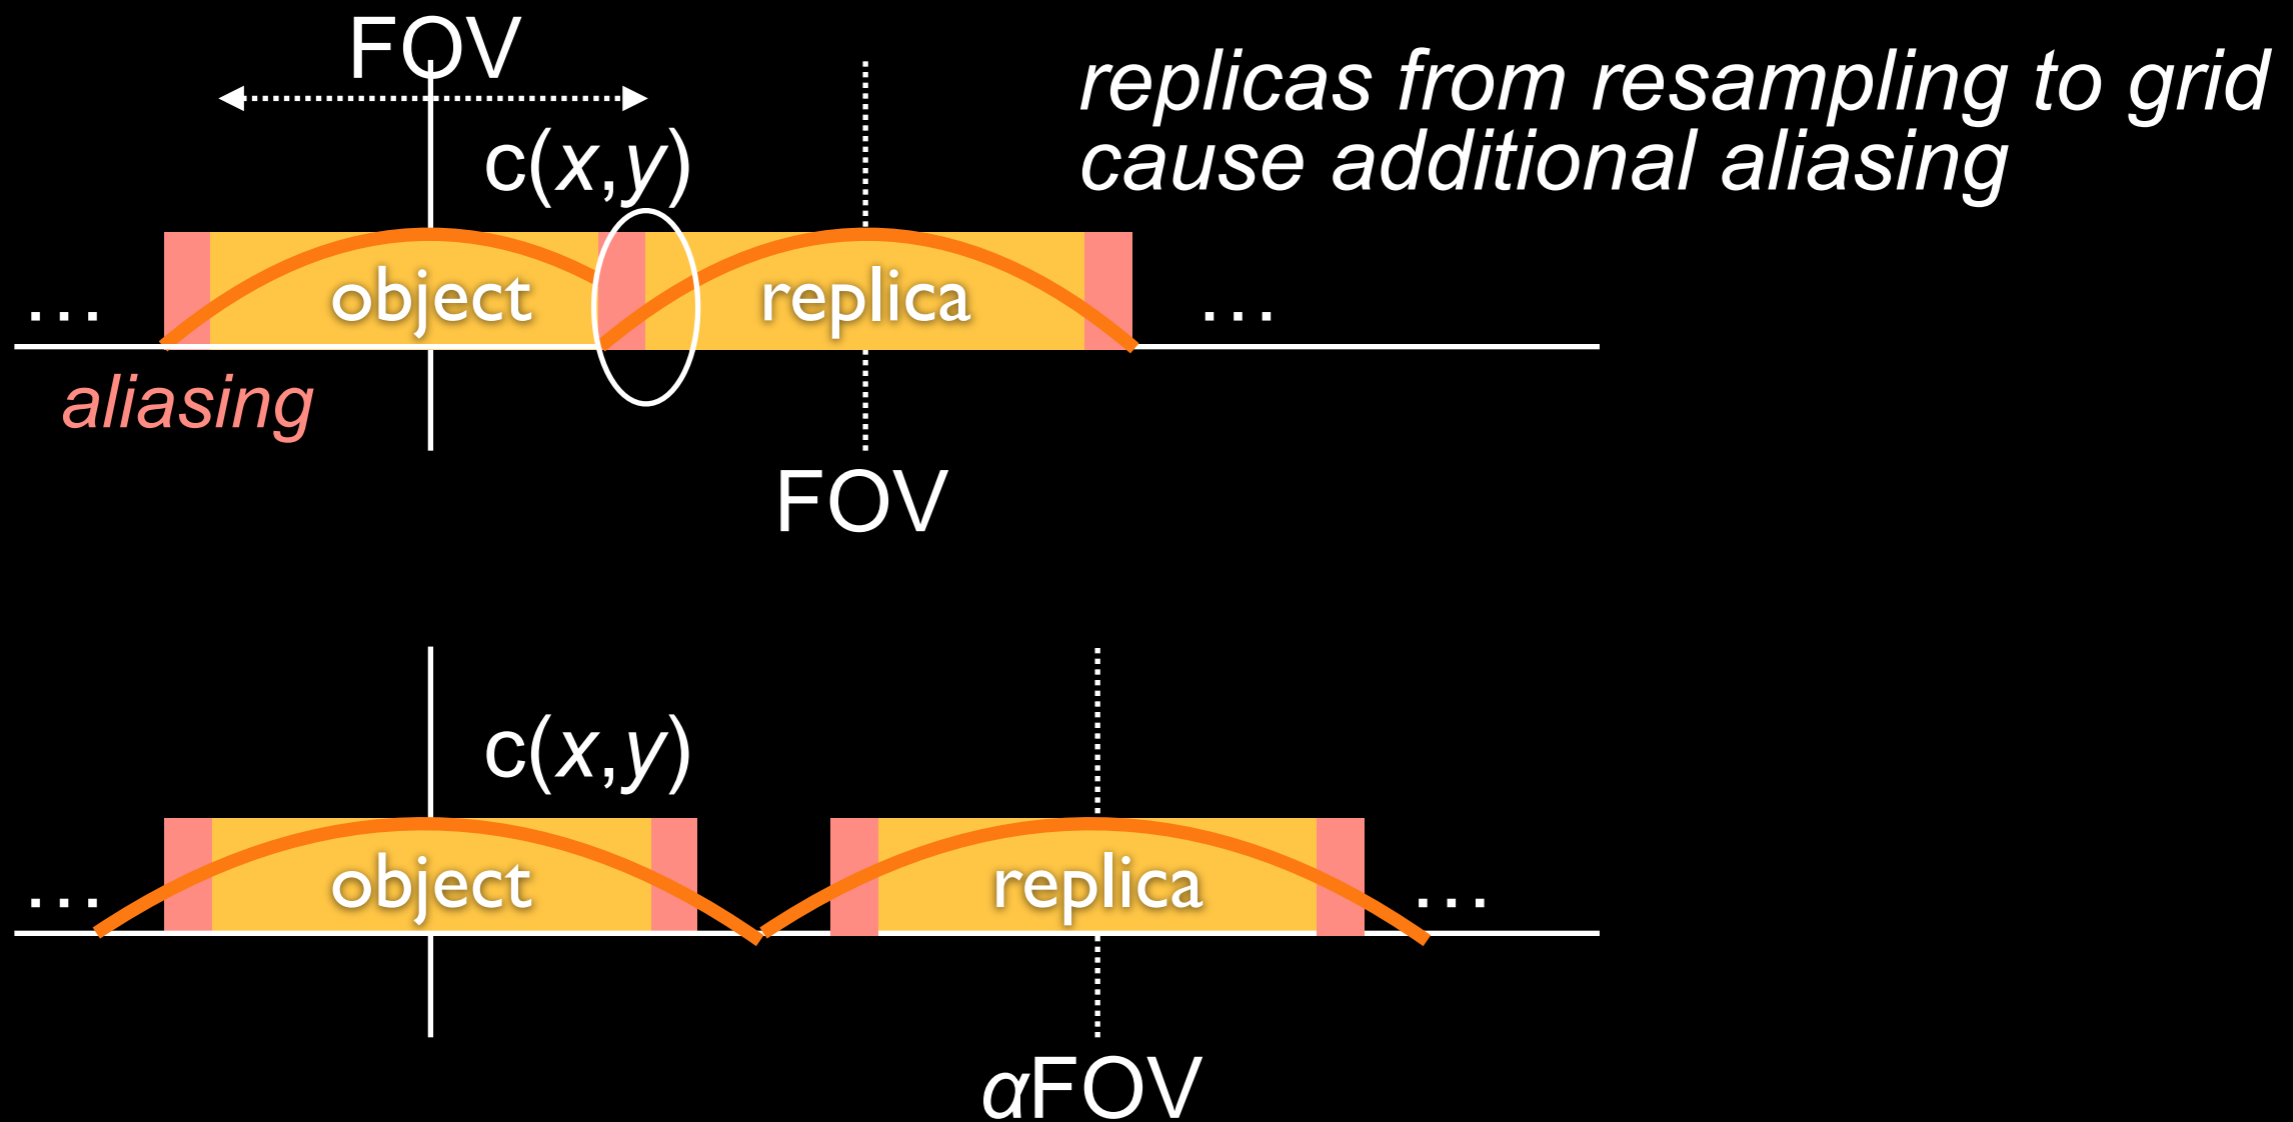 FOV
replicas from resampling to grid
cause additional aliasing
c(x,y)
object
replica
...
...
aliasing
FOV
c(x,y)
object
replica
...
...
αFOV